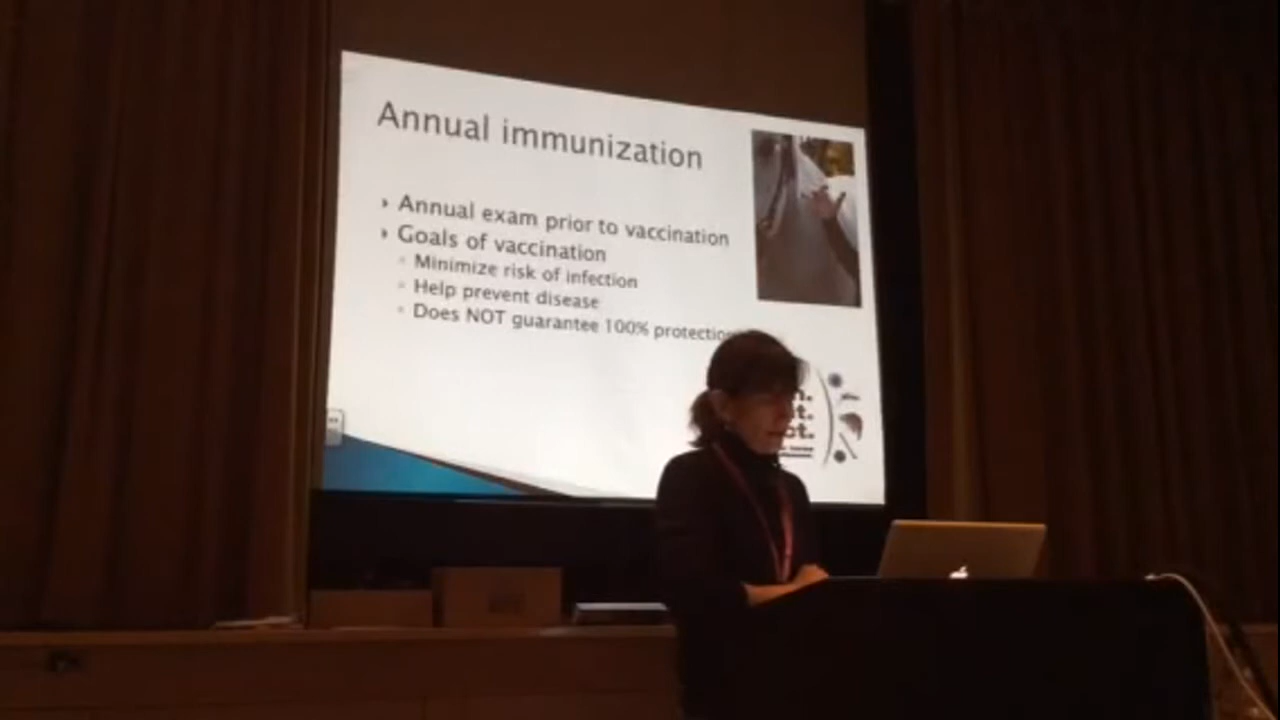 Annual immunization
Annual exam prior to vaccination
Goals of vaccination
Minimize risk of infection
Help prevent disease
Does NOT guarantee 100% protection